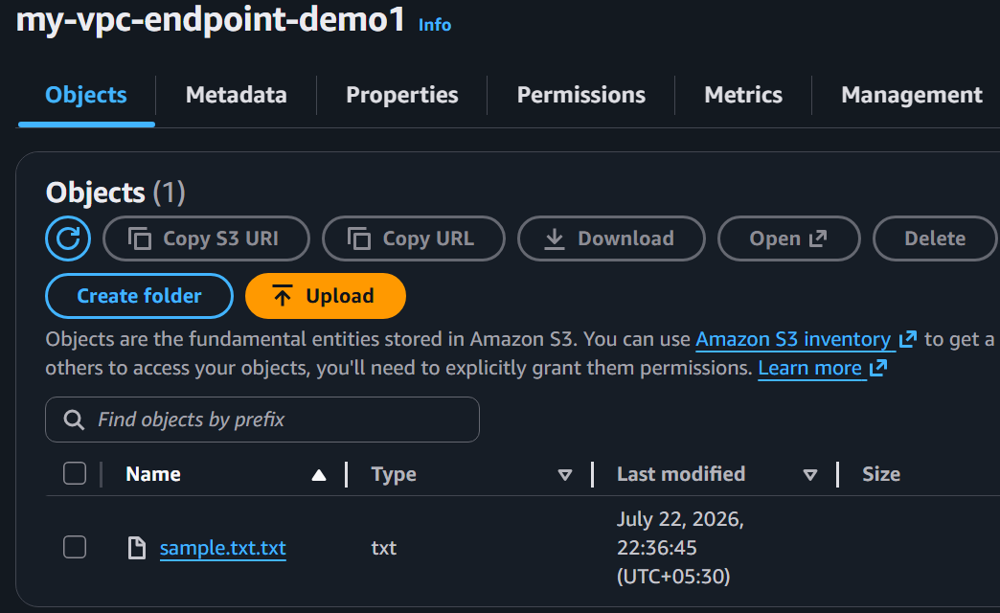 my-vpc-endpoint-demo1 Info
Objects Metadata Properties Permissions Metrics Management
Objects (1)
Copy S3 URI Copy URL Download Open Delete
Create folder Upload
Objects are the fundamental entities stored in Amazon S3. You can use Amazon S3 inventory to get a
others to access your objects, you'll need to explicitly grant them permissions. Learn more
Find objects by prefix
Name Type Last modified Size
sample.txt.txt txt July 22, 2026,
22:36:45
(UTC+05:30)